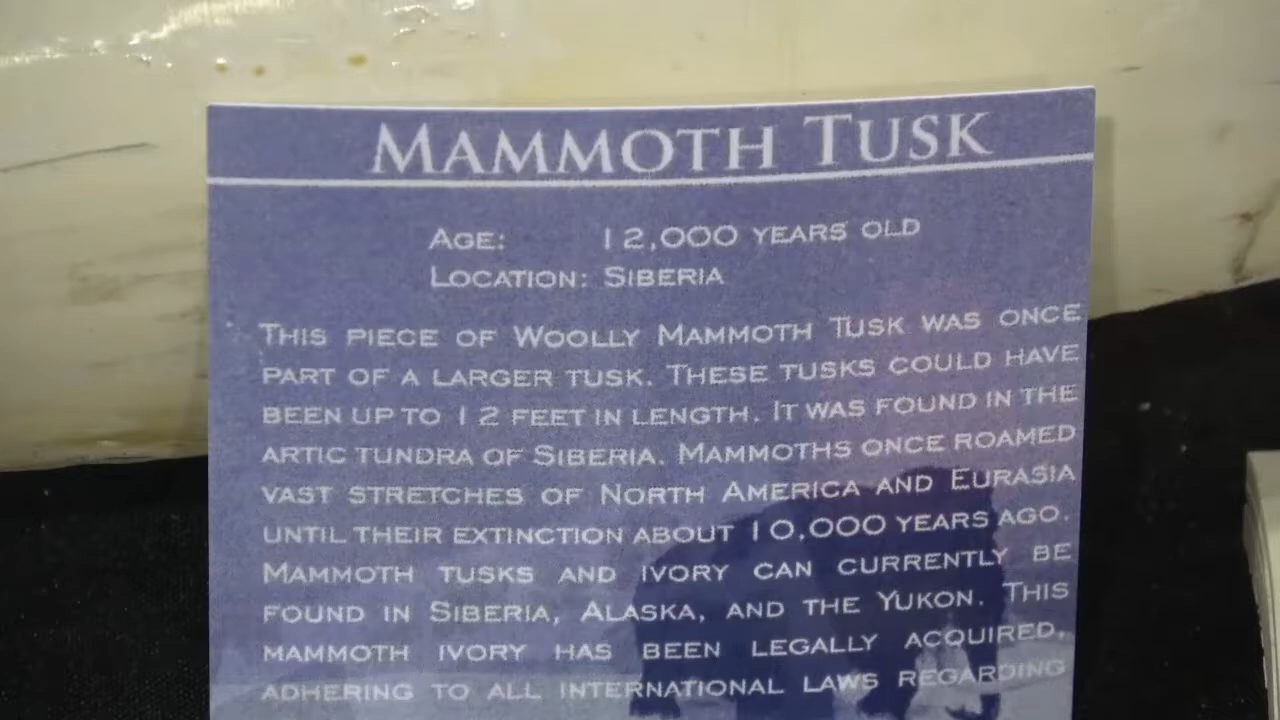 MAMMOTH TUSK
AGE: 12,000 YEARS OLD
LOCATION: SIBERIA
THIS PIECE OF WOOLLY MAMMOTH TUSK WAS ONCE
PART OF A LARGER TUSK. THESE TUSKS COULD HAVE
BEEN UP TO 12 FEET IN LENGTH. IT WAS FOUND IN THE
ARTIC TUNDRA OF SIBERIA. MAMMOTHS ONCE ROAMED
VAST STRETCHES OF NORTH AMERICA AND EURASIA
UNTIL THEIR EXTINCTION ABOUT 10,000 YEARS AGO.
MAMMOTH TUSKS AND IVORY CAN CURRENTLY BE
FOUND IN SIBERIA, ALASKA, AND THE YUKON. THIS
MAMMOTH IVORY HAS BEEN LEGALLY ACQUIRED,
ADHERING TO ALL INTERNATIONAL LAWS REGARDING